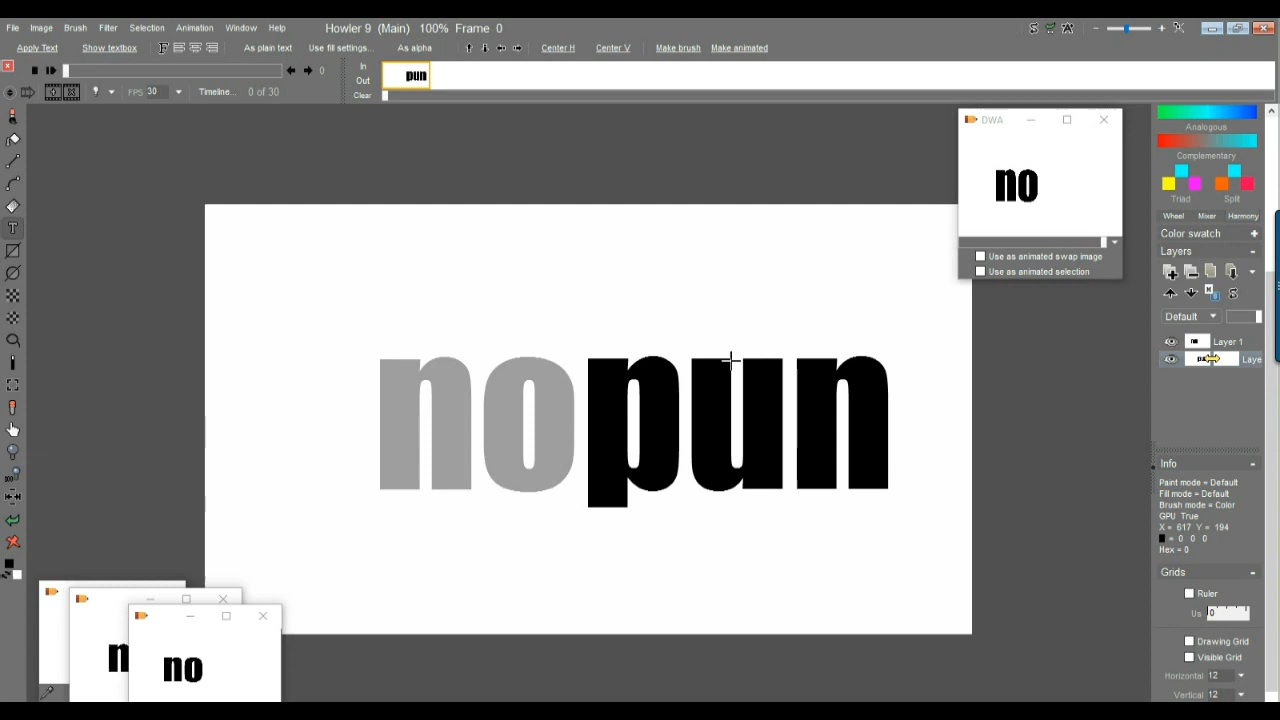 File Image Brush Filter Selection Animation Window Help Howler 9 (Main) 100% Frame 0
Apply Text Show textbox F As plain text Use fill settings... As alpha Center H Center V Make brush Make animated
0 In pun
Out
FPS 30 Timeline... 0 of 30 Clear
DWA
no
Use as animated swap image
Use as animated selection
nopun
no
Analogous
Complementary
Triad Split
Wheel Mixer Harmony
Color swatch +
Layers -
Default
Layer 1
Laye
Info -
Paint mode = Default
Fill mode = Default
Brush mode = Color
GPU True
X = 617 Y = 194
= 0 0 0
Hex = 0
Grids -
Ruler
Us 0
Drawing Grid
Visible Grid
Horizontal 12
Vertical 12